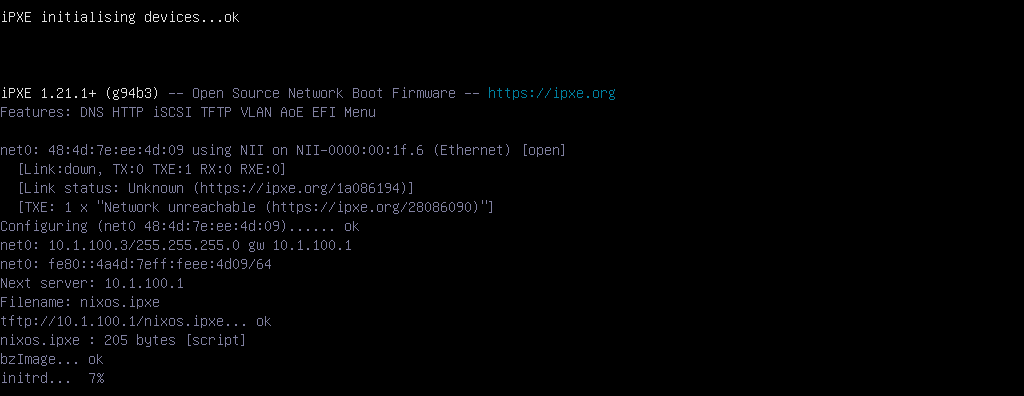 iPXE initialising devices...ok
iPXE 1.21.1+ (g94b3) -- Open Source Network Boot Firmware -- https://ipxe.org
Features: DNS HTTP iSCSI TFTP VLAN AoE EFI Menu
net0: 48:4d:7e:ee:4d:09 using NII on NII-0000:00:1f.6 (Ethernet) [open]
[Link:down, TX:0 TXE:1 RX:0 RXE:0]
[Link status: Unknown (https://ipxe.org/1a086194)]
[TXE: 1 x "Network unreachable (https://ipxe.org/28086090)"]
Configuring (net0 48:4d:7e:ee:4d:09)...... ok
net0: 10.1.100.3/255.255.255.0 gw 10.1.100.1
net0: fe80::4a4d:7eff:feee:4d09/64
Next server: 10.1.100.1
Filename: nixos.ipxe
tftp://10.1.100.1/nixos.ipxe... ok
nixos.ipxe : 205 bytes [script]
bzImage... ok
initrd...  7%